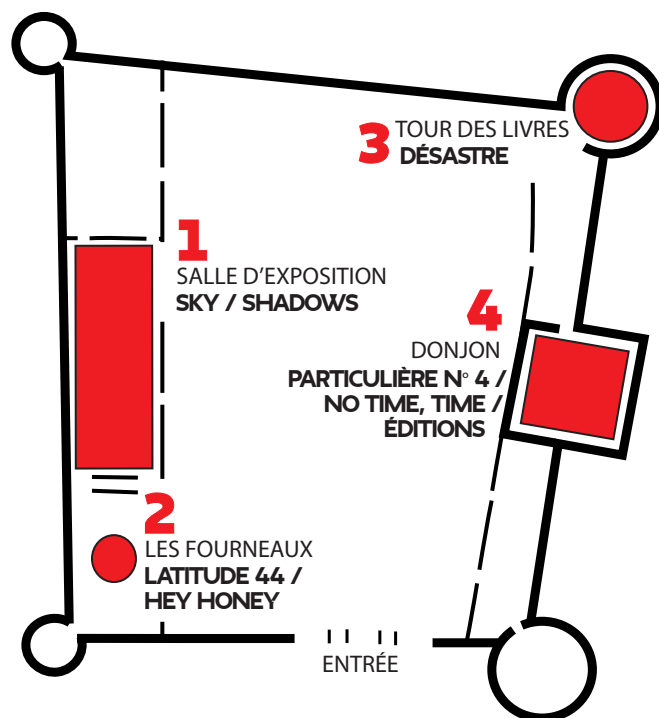 1
SALLE D'EXPOSITION
SKY / SHADOWS
2
LES FOURNEAUX
LATITUDE 44 /
HEY HONEY
3
TOUR DES LIVRES
DÉSASTRE
4
DONJON
PARTICULIÈRE N° 4 /
NO TIME, TIME /
ÉDITIONS
ENTRÉE